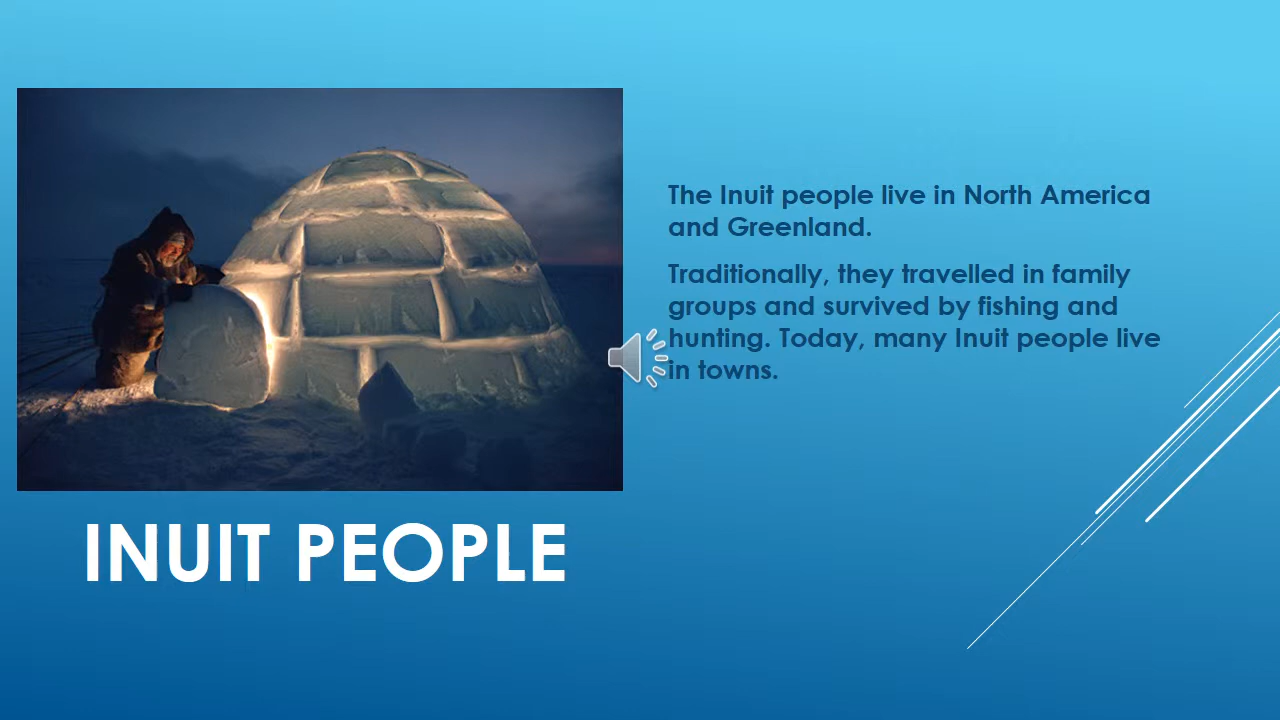 The Inuit people live in North America
and Greenland.
Traditionally, they travelled in family
groups and survived by fishing and
hunting. Today, many Inuit people live
in towns.
INUIT PEOPLE